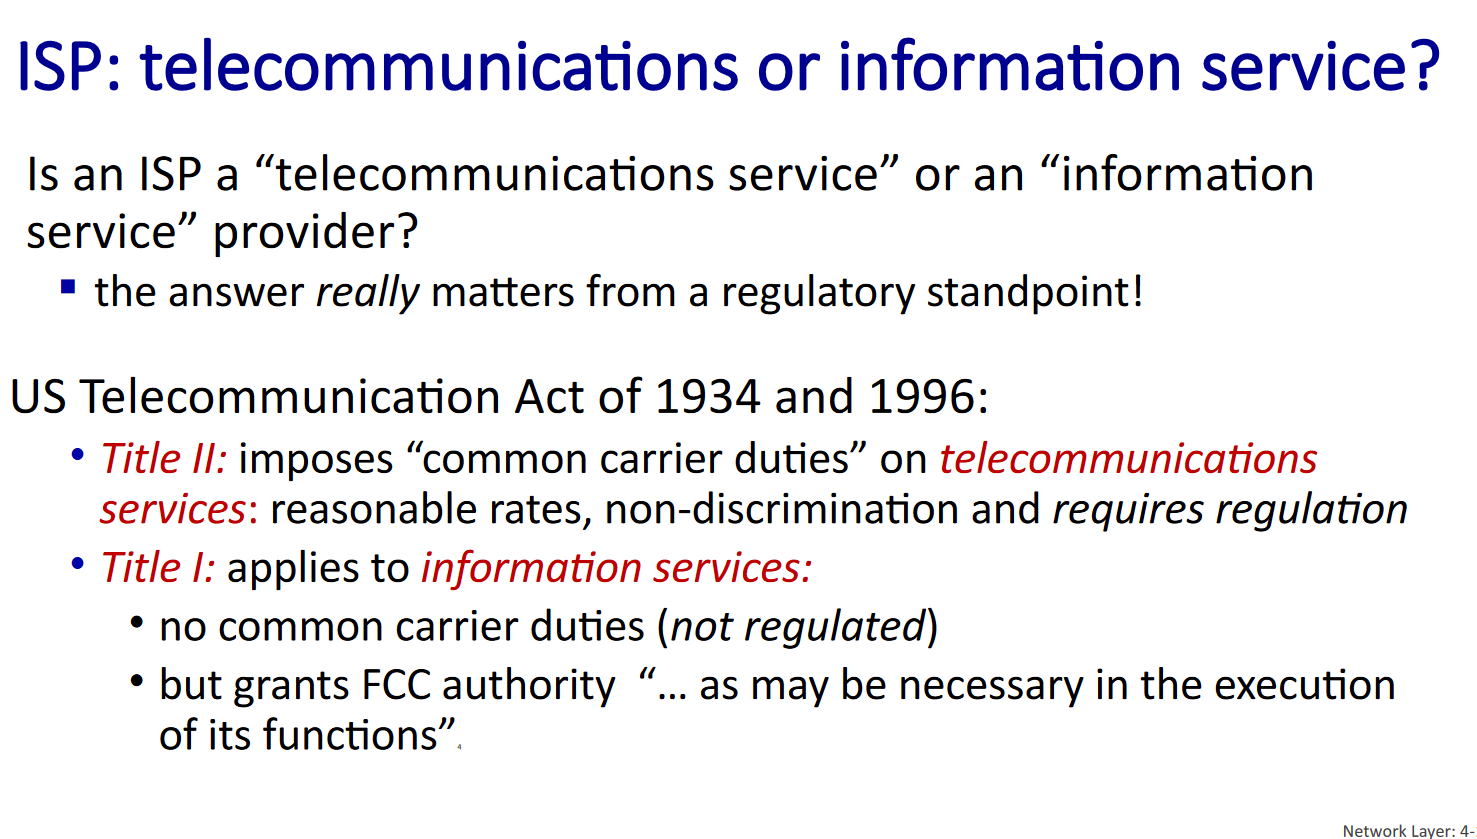 ISP: telecommunications or information service?
Is an ISP a “telecommunications service” or an “information
service” provider?
▪ the answer really matters from a regulatory standpoint!
US Telecommunication Act of 1934 and 1996:
• Title II: imposes “common carrier duties” on telecommunications
services: reasonable rates, non-discrimination and requires regulation
• Title I: applies to information services:
• no common carrier duties (not regulated)
• but grants FCC authority “… as may be necessary in the execution
of its functions”4
Network Layer: 4-